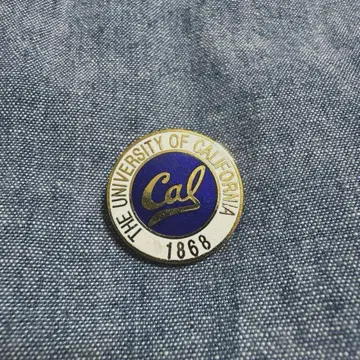 THE UNIVERSITY OF CALIFORNIA
Cal
1868